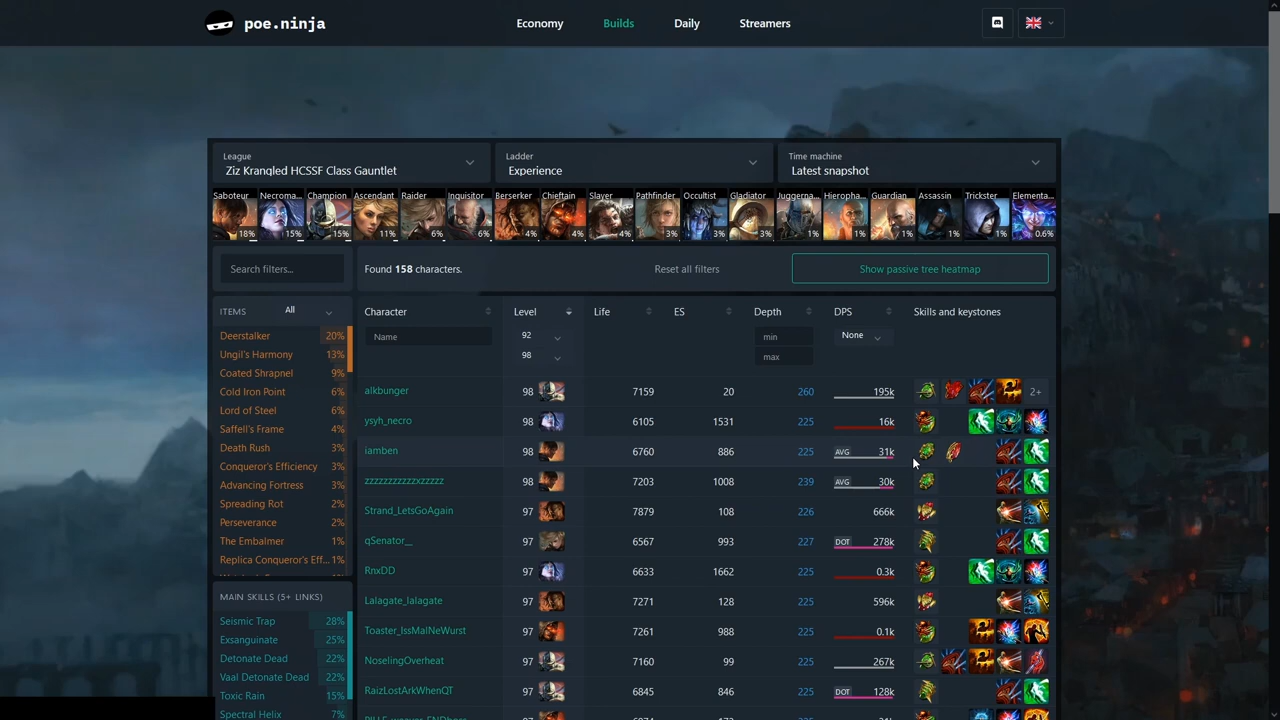 poe.ninja
Economy Builds Daily Streamers
League Ladder Time machine
Ziz Krangled HCSSF Class Gauntlet Experience Latest snapshot
Saboteur Necroma... Champion Ascendant Raider Inquisitor Berserker Chieftain Slayer Pathfinder Occultist Gladiator Juggerna... Hieropha... Guardian Assassin Trickster Elementa...
18% 15% 15% 11% 6% 6% 4% 4% 4% 3% 3% 3% 1% 1% 1% 1% 1% 0.6%
Search filters... Found 158 characters. Reset all filters Show passive tree heatmap
ITEMS All
Deerstalker 20%
Ungil's Harmony 13%
Coated Shrapnel 9%
Cold Iron Point 6%
Lord of Steel 6%
Saffell's Frame 4%
Death Rush 3%
Conqueror's Efficiency 3%
Advancing Fortress 3%
Spreading Rot 2%
Perseverance 2%
The Embalmer 1%
Replica Conqueror's Eff... 1%
MAIN SKILLS (5+ LINKS)
Seismic Trap 28%
Exsanguinate 25%
Detonate Dead 22%
Vaal Detonate Dead 22%
Toxic Rain 15%
Spectral Helix 7%
Character Level Life ES Depth DPS Skills and keystones
Name 92 min None
98 max
alkbunger 98 7159 20 260 195k 2+
ysyh_necro 98 6105 1531 225 16k
iamben 98 6760 886 225 AVG 31k
zzzzzzzzzzzxzzzzz 98 7203 1008 239 AVG 30k
Strand_LetsGoAgain 97 7879 108 226 666k
qSenator__ 97 6567 993 227 DOT 278k
RnxDD 97 6633 1662 225 0.3k
Lalagate_lalagate 97 7271 128 225 596k
Toaster_IssMalNeWurst 97 7261 988 225 0.1k
NoselingOverheat 97 7160 99 225 267k
RaizLostArkWhenQT 97 6845 846 225 DOT 128k